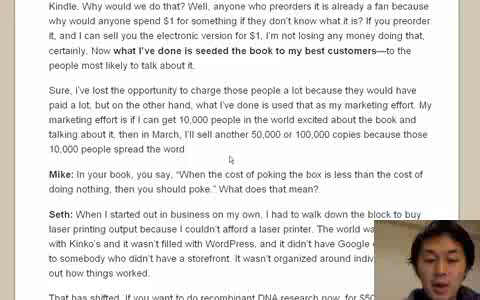 Kindle. Why would we do that? Well, anyone who preorders it is already a fan because
why would anyone spend $1 for something if they don't know what it is? If you preorder
it, and I can sell you the electronic version for $1, I'm not losing any money doing that,
certainly. Now what I've done is seeded the book to my best customers—to the
people most likely to talk about it.
Sure, I've lost the opportunity to charge those people a lot because they would have
paid a lot, but on the other hand, what I've done is used that as my marketing effort. My
marketing effort is if I can get 10,000 people in the world excited about the book and
talking about it, then in March, I'll sell another 50,000 or 100,000 copies because those
10,000 people spread the word
Mike: In your book, you say, "When the cost of poking the box is less than the cost of
doing nothing, then you should poke." What does that mean?
Seth: When I started out in business on my own, I had to walk down the block to buy
laser printing output because I couldn't afford a laser printer. The world wa
with Kinko's and it wasn't filled with WordPress, and it didn't have Google
to somebody who didn't have a storefront. It wasn't organized around indiv
out how things worked.
That has shifted. If you want to do recombinant DNA research now, for $50